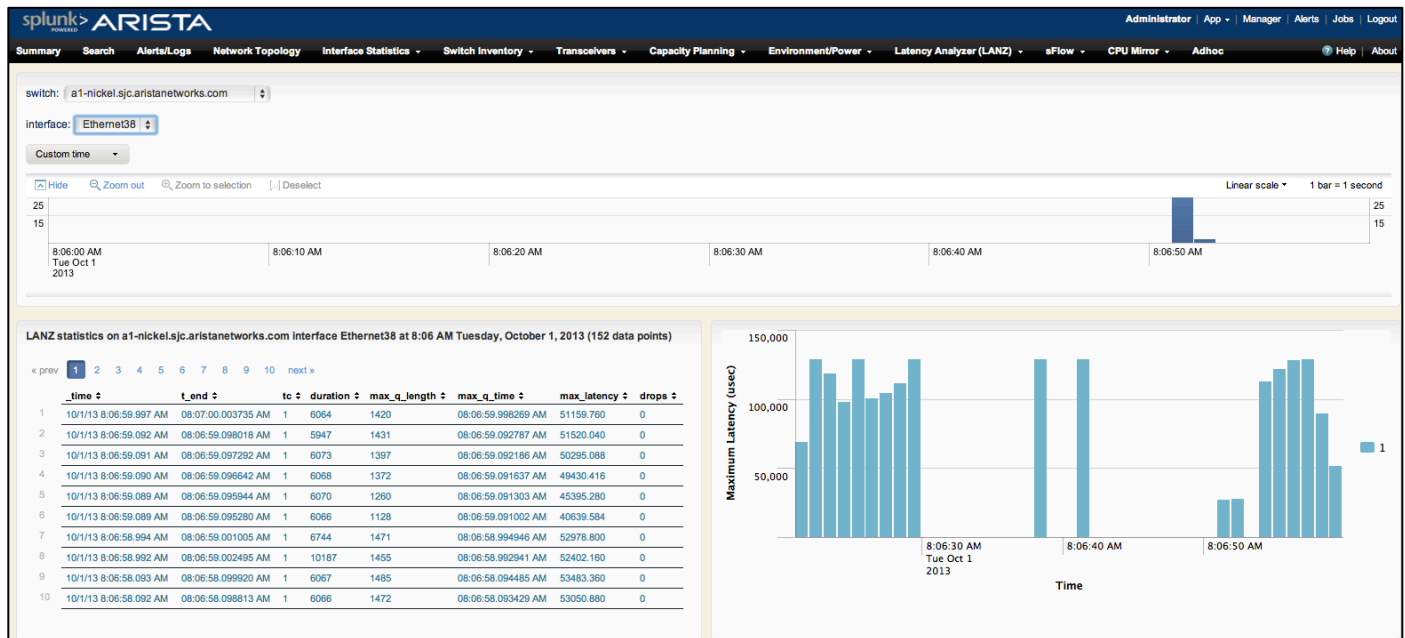 splunk> ARISTA Administrator | App | Manager | Alerts | Jobs | Logout
POWERED
Summary Search Alerts/Logs Network Topology Interface Statistics Switch Inventory Transceivers Capacity Planning Environment/Power Latency Analyzer (LANZ) sFlow CPU Mirror Adhoc ? Help | About
switch: a1-nickel.sjc.aristanetworks.com
interface: Ethernet38
Custom time
Hide Zoom out Zoom to selection [..] Deselect Linear scale 1 bar = 1 second
25 25
15 15
8:06:00 AM 8:06:10 AM 8:06:20 AM 8:06:30 AM 8:06:40 AM 8:06:50 AM
Tue Oct 1
2013
LANZ statistics on a1-nickel.sjc.aristanetworks.com interface Ethernet38 at 8:06 AM Tuesday, October 1, 2013 (152 data points)
« prev 1 2 3 4 5 6 7 8 9 10 next »
_time t_end tc duration max_q_length max_q_time max_latency drops
1 10/1/13 8:06:59.997 AM 08:07:00.003735 AM 1 6064 1420 08:06:59.998269 AM 51159.760 0
2 10/1/13 8:06:59.092 AM 08:06:59.098018 AM 1 5947 1431 08:06:59.092787 AM 51520.040 0
3 10/1/13 8:06:59.091 AM 08:06:59.097292 AM 1 6073 1397 08:06:59.092186 AM 50295.088 0
4 10/1/13 8:06:59.090 AM 08:06:59.096642 AM 1 6068 1372 08:06:59.091637 AM 49430.416 0
5 10/1/13 8:06:59.089 AM 08:06:59.095944 AM 1 6070 1260 08:06:59.091303 AM 45395.280 0
6 10/1/13 8:06:59.089 AM 08:06:59.095280 AM 1 6066 1128 08:06:59.091002 AM 40639.584 0
7 10/1/13 8:06:58.994 AM 08:06:59.001005 AM 1 6744 1471 08:06:58.994946 AM 52978.800 0
8 10/1/13 8:06:58.992 AM 08:06:59.002495 AM 1 10187 1455 08:06:58.992941 AM 52402.160 0
9 10/1/13 8:06:58.093 AM 08:06:58.099920 AM 1 6067 1485 08:06:58.094485 AM 53483.360 0
10 10/1/13 8:06:58.092 AM 08:06:58.098813 AM 1 6066 1472 08:06:58.093429 AM 53050.880 0
Maximum Latency (usec)
150,000
100,000
50,000
1
8:06:30 AM 8:06:40 AM 8:06:50 AM
Tue Oct 1
2013
Time